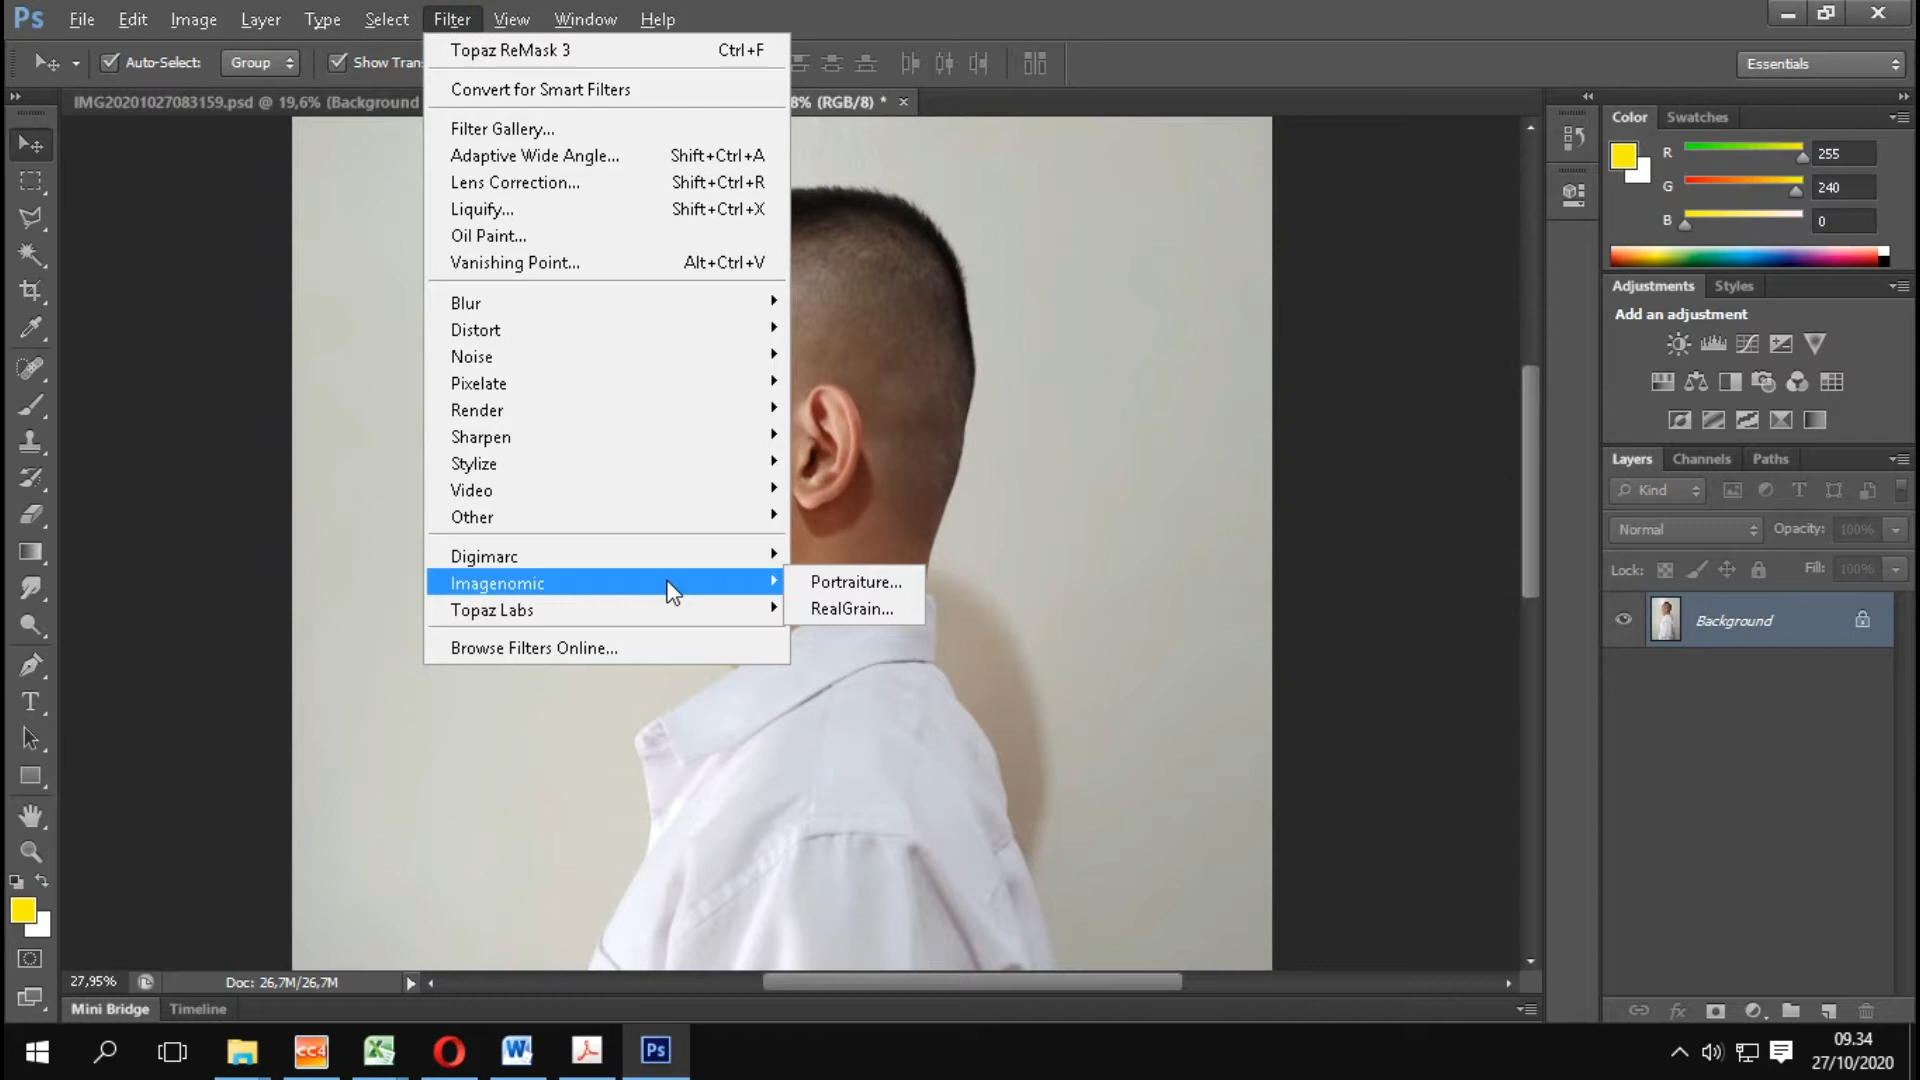 Ps File Edit Image Layer Type Select Filter View Window Help
Auto-Select: Group Show Tran Essentials
IMG20201027083159.psd @ 19,6% (Background 8% (RGB/8) *
Topaz ReMask 3 Ctrl+F
Convert for Smart Filters
Filter Gallery...
Adaptive Wide Angle... Shift+Ctrl+A
Lens Correction... Shift+Ctrl+R
Liquify... Shift+Ctrl+X
Oil Paint...
Vanishing Point... Alt+Ctrl+V
Blur
Distort
Noise
Pixelate
Render
Sharpen
Stylize
Video
Other
Digimarc
Imagenomic
Topaz Labs
Browse Filters Online...
Portraiture...
RealGrain...
Color Swatches
R 255
G 240
B 0
Adjustments Styles
Add an adjustment
Layers Channels Paths
Kind
Normal Opacity: 100%
Lock: Fill: 100%
Background
27,95% Doc: 26,7M/26,7M
Mini Bridge Timeline
CC4
Ps
09.34
27/10/2020